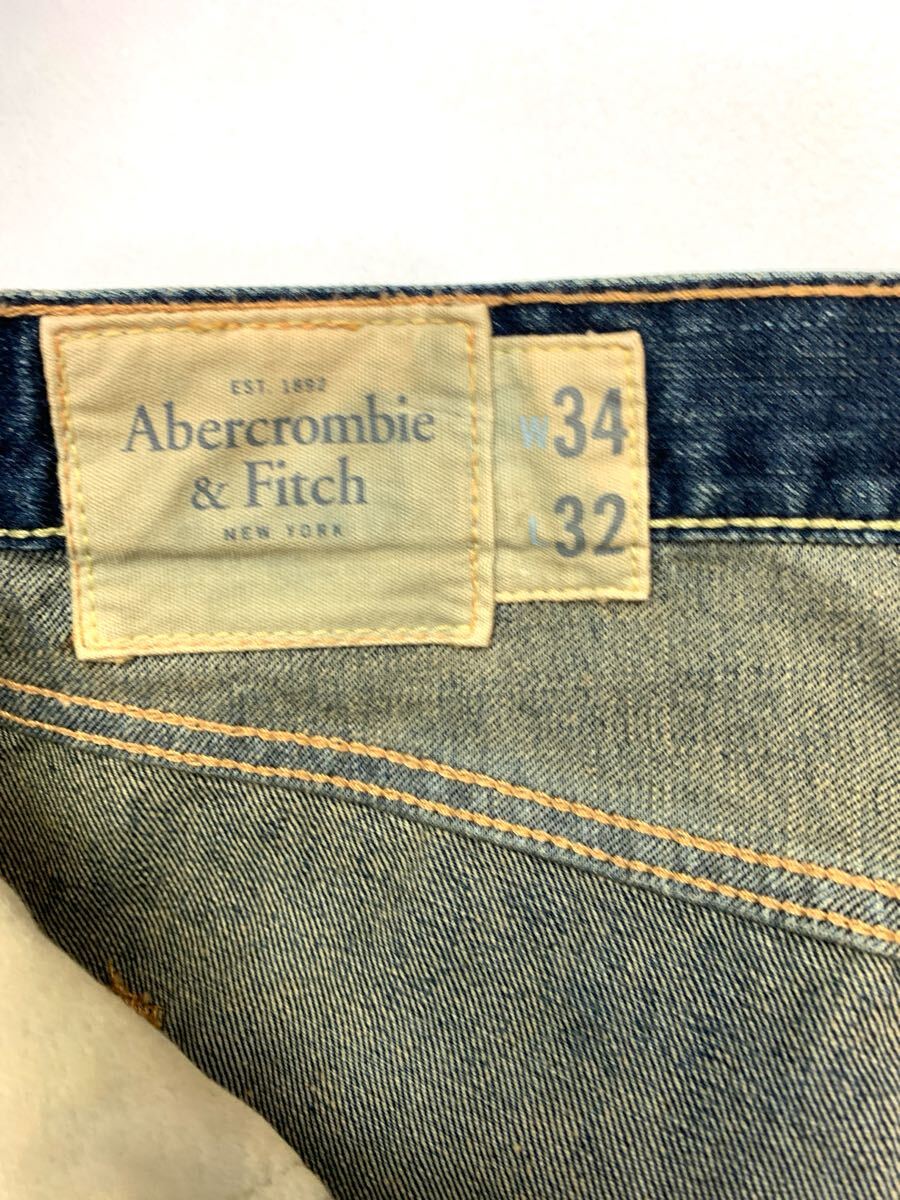 EST. 1892
Abercrombie
& Fitch
NEW YORK
W34
L32